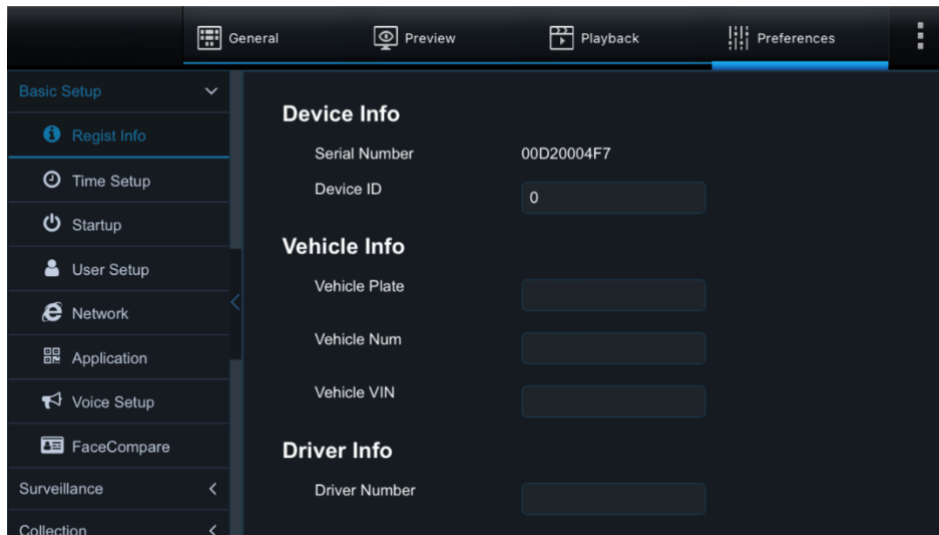 General Preview Playback Preferences
Basic Setup
Regist Info
Time Setup
Startup
User Setup
Network
Application
Voice Setup
FaceCompare
Surveillance
Collection
Device Info
Serial Number 00D20004F7
Device ID 0
Vehicle Info
Vehicle Plate
Vehicle Num
Vehicle VIN
Driver Info
Driver Number